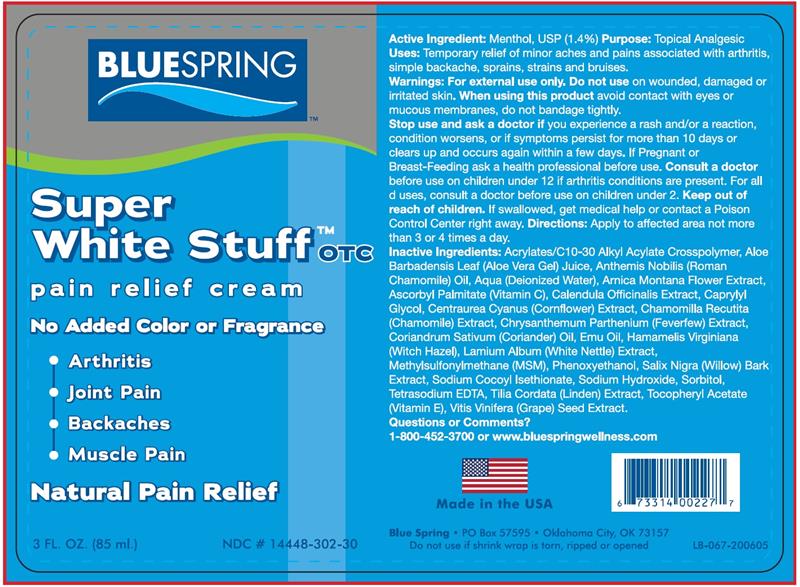 BLUESPRING
™
Super
White Stuff™ OTC
pain relief cream
No Added Color or Fragrance
Arthritis
Joint Pain
Backaches
Muscle Pain
Natural Pain Relief
3 FL. OZ. (85 ml.) NDC # 14448-302-30
Active Ingredient: Menthol, USP (1.4%) Purpose: Topical Analgesic
Uses: Temporary relief of minor aches and pains associated with arthritis,
simple backache, sprains, strains and bruises.
Warnings: For external use only. Do not use on wounded, damaged or
irritated skin. When using this product avoid contact with eyes or
mucous membranes, do not bandage tightly.
Stop use and ask a doctor if you experience a rash and/or a reaction,
condition worsens, or if symptoms persist for more than 10 days or
clears up and occurs again within a few days. If Pregnant or
Breast-Feeding ask a health professional before use. Consult a doctor
before use on children under 12 if arthritis conditions are present. For all
d uses, consult a doctor before use on children under 2. Keep out of
reach of children. If swallowed, get medical help or contact a Poison
Control Center right away. Directions: Apply to affected area not more
than 3 or 4 times a day.
Inactive Ingredients: Acrylates/C10-30 Alkyl Acylate Crosspolymer, Aloe
Barbadensis Leaf (Aloe Vera Gel) Juice, Anthemis Nobilis (Roman
Chamomile) Oil, Aqua (Deionized Water), Arnica Montana Flower Extract,
Ascorbyl Palmitate (Vitamin C), Calendula Officinalis Extract, Caprylyl
Glycol, Centraurea Cyanus (Cornflower) Extract, Chamomilla Recutita
(Chamomile) Extract, Chrysanthemum Parthenium (Feverfew) Extract,
Coriandrum Sativum (Coriander) Oil, Emu Oil, Hamamelis Virginiana
(Witch Hazel), Lamium Album (White Nettle) Extract,
Methylsulfonylmethane (MSM), Phenoxyethanol, Salix Nigra (Willow) Bark
Extract, Sodium Cocoyl Isethionate, Sodium Hydroxide, Sorbitol,
Tetrasodium EDTA, Tilia Cordata (Linden) Extract, Tocopheryl Acetate
(Vitamin E), Vitis Vinifera (Grape) Seed Extract.
Questions or Comments?
1-800-452-3700 or www.bluespringwellness.com
Made in the USA
6 73314 00227 7
Blue Spring • PO Box 57595 • Oklahoma City, OK 73157
Do not use if shrink wrap is torn, ripped or opened LB-067-200605